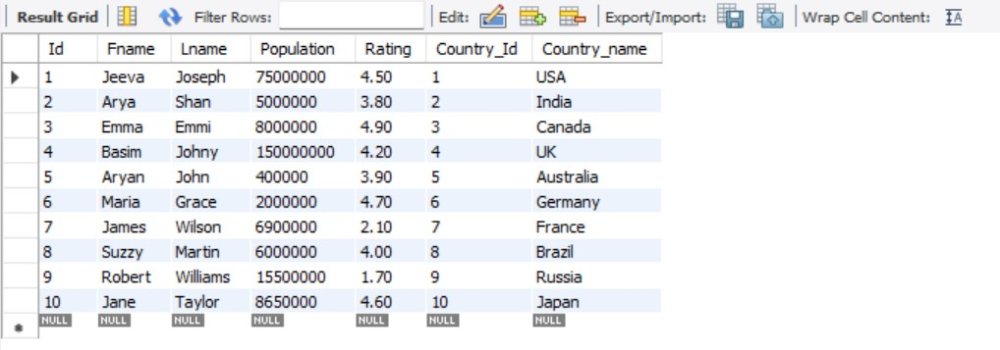 Result Grid Filter Rows: Edit: Export/Import: Wrap Cell Content: IA
Id Fname Lname Population Rating Country_Id Country_name
1 Jeeva Joseph 75000000 4.50 1 USA
2 Arya Shan 5000000 3.80 2 India
3 Emma Emmi 8000000 4.90 3 Canada
4 Basim Johny 150000000 4.20 4 UK
5 Aryan John 400000 3.90 5 Australia
6 Maria Grace 2000000 4.70 6 Germany
7 James Wilson 6900000 2.10 7 France
8 Suzzy Martin 6000000 4.00 8 Brazil
9 Robert Williams 15500000 1.70 9 Russia
10 Jane Taylor 8650000 4.60 10 Japan
NULL NULL NULL NULL NULL NULL NULL